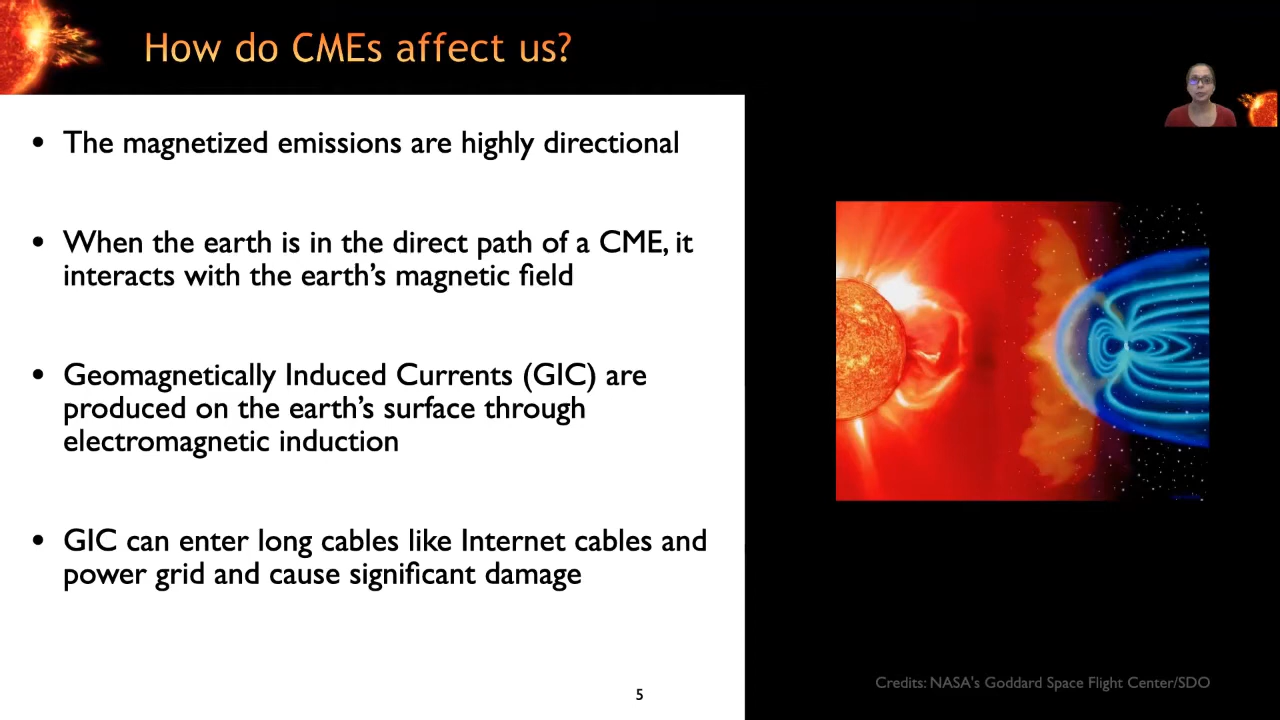 How do CMEs affect us?
• The magnetized emissions are highly directional
• When the earth is in the direct path of a CME, it
interacts with the earth’s magnetic field
• Geomagnetically Induced Currents (GIC) are
produced on the earth’s surface through
electromagnetic induction
• GIC can enter long cables like Internet cables and
power grid and cause significant damage
5
Credits: NASA's Goddard Space Flight Center/SDO